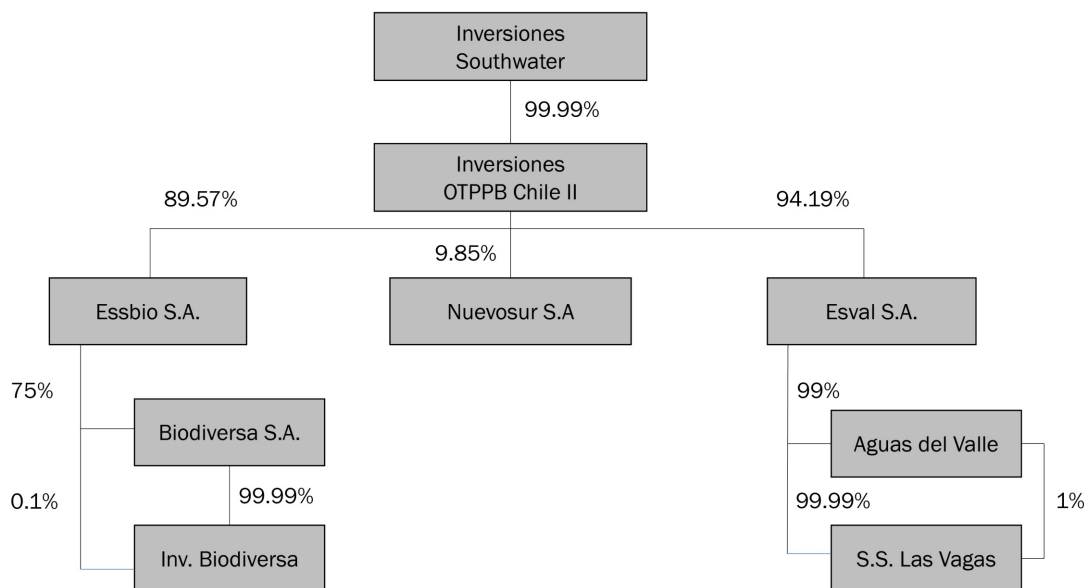 Inversiones
Southwater
99.99%
Inversiones
OTPPB Chile II
89.57%
94.19%
9.85%
Essbio S.A.
Nuevosur S.A
Esval S.A.
75%
99%
Biodiversa S.A.
Aguas del Valle
0.1%
99.99%
99.99%
1%
Inv. Biodiversa
S.S. Las Vagas